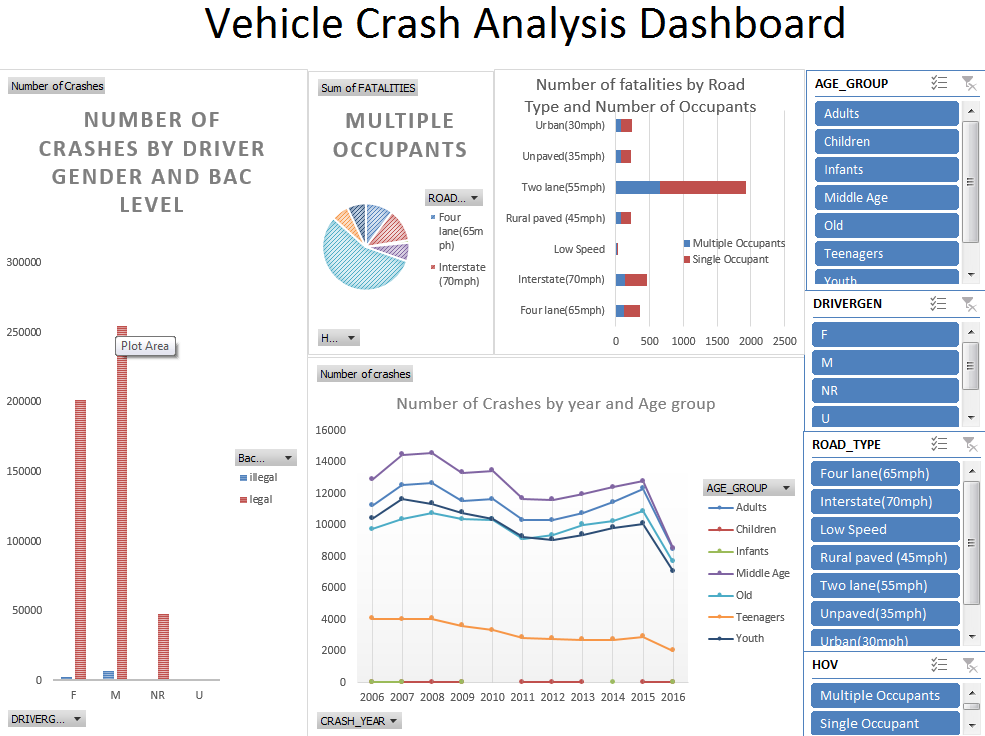 Vehicle Crash Analysis Dashboard
Number of Crashes
NUMBER OF
CRASHES BY DRIVER
GENDER AND BAC
LEVEL
300000
250000
200000
150000
100000
50000
0
Plot Area
F M NR U
Bac...
illegal
legal
DRIVERG...
Sum of FATALITIES
MULTIPLE
OCCUPANTS
ROAD...
Four
lane(65m
ph)
Interstate
(70mph)
H...
Number of fatalities by Road
Type and Number of Occupants
Urban(30mph)
Unpaved(35mph)
Two lane(55mph)
Rural paved (45mph)
Low Speed
Interstate(70mph)
Four lane(65mph)
Multiple Occupants
Single Occupant
0 500 1000 1500 2000 2500
Number of crashes
Number of Crashes by year and Age group
16000
14000
12000
10000
8000
6000
4000
2000
0
2006 2007 2008 2009 2010 2011 2012 2013 2014 2015 2016
AGE_GROUP
Adults
Children
Infants
Middle Age
Old
Teenagers
Youth
CRASH_YEAR
AGE_GROUP
Adults
Children
Infants
Middle Age
Old
Teenagers
Youth
DRIVERGEN
F
M
NR
U
ROAD_TYPE
Four lane(65mph)
Interstate(70mph)
Low Speed
Rural paved (45mph)
Two lane(55mph)
Unpaved(35mph)
Urban(30mph)
HOV
Multiple Occupants
Single Occupant